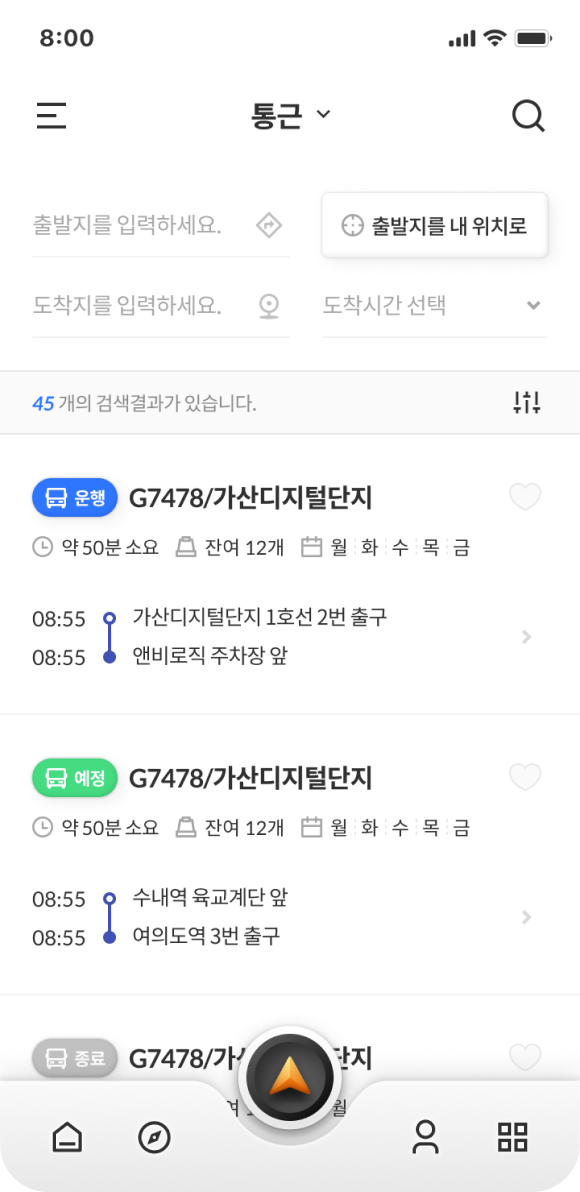 8:00
통근
출발지를 입력하세요.
출발지를 내 위치로
도착지를 입력하세요.
도착시간 선택
45 개의 검색결과가 있습니다.
운행 G7478/가산디지털단지
약 50분 소요 잔여 12개 월 화 수 목 금
08:55 가산디지털단지 1호선 2번 출구
08:55 앤비로직 주차장 앞
예정 G7478/가산디지털단지
약 50분 소요 잔여 12개 월 화 수 목 금
08:55 수내역 육교계단 앞
08:55 여의도역 3번 출구
종료 G7478/가 단지
월